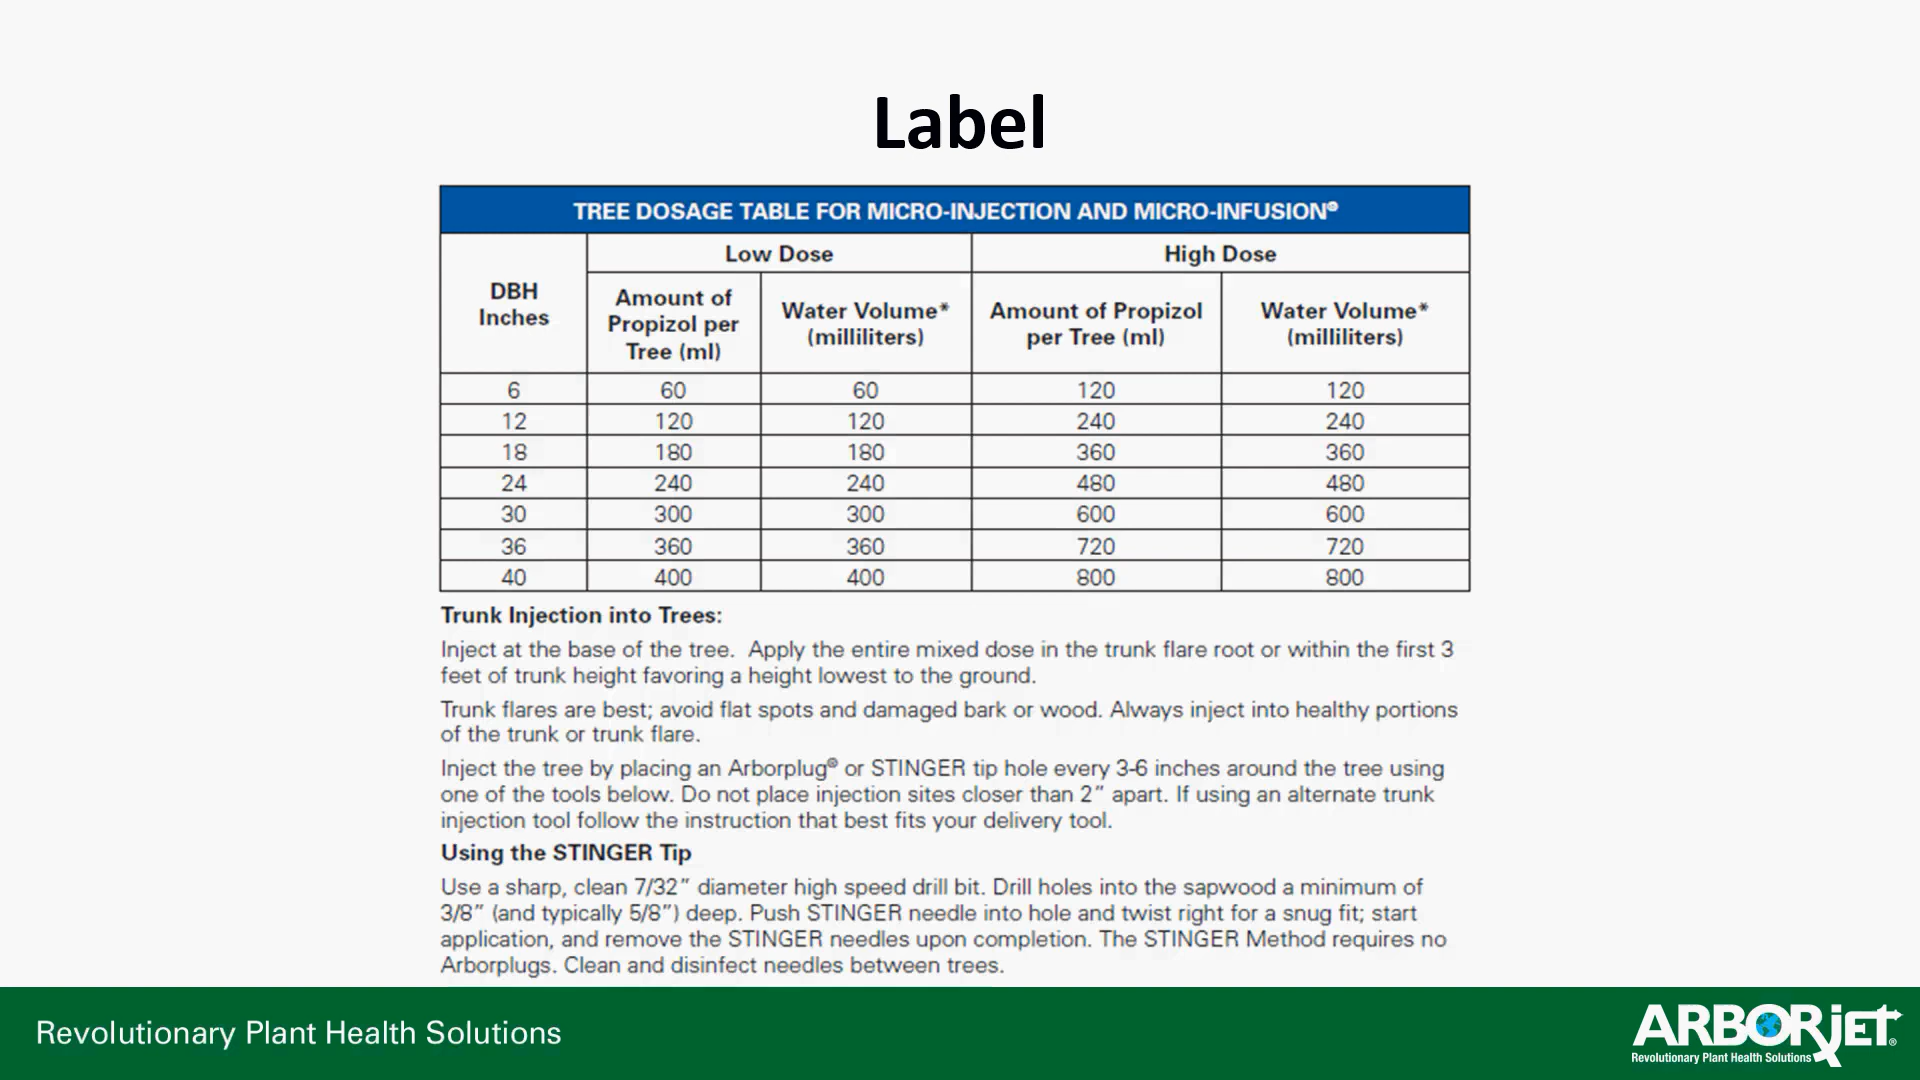 Label
TREE DOSAGE TABLE FOR MICRO-INJECTION AND MICRO-INFUSION®
DBH Inches | Low Dose | High Dose
Amount of Propizol per Tree (ml) | Water Volume* (milliliters) | Amount of Propizol per Tree (ml) | Water Volume* (milliliters)
6 60 60 120 120
12 120 120 240 240
18 180 180 360 360
24 240 240 480 480
30 300 300 600 600
36 360 360 720 720
40 400 400 800 800
Trunk Injection into Trees:
Inject at the base of the tree. Apply the entire mixed dose in the trunk flare root or within the first 3
feet of trunk height favoring a height lowest to the ground.
Trunk flares are best; avoid flat spots and damaged bark or wood. Always inject into healthy portions
of the trunk or trunk flare.
Inject the tree by placing an Arborplug® or STINGER tip hole every 3-6 inches around the tree using
one of the tools below. Do not place injection sites closer than 2” apart. If using an alternate trunk
injection tool follow the instruction that best fits your delivery tool.
Using the STINGER Tip
Use a sharp, clean 7/32” diameter high speed drill bit. Drill holes into the sapwood a minimum of
3/8” (and typically 5/8”) deep. Push STINGER needle into hole and twist right for a snug fit; start
application, and remove the STINGER needles upon completion. The STINGER Method requires no
Arborplugs. Clean and disinfect needles between trees.
Revolutionary Plant Health Solutions
ARBORjET®
Revolutionary Plant Health Solutions